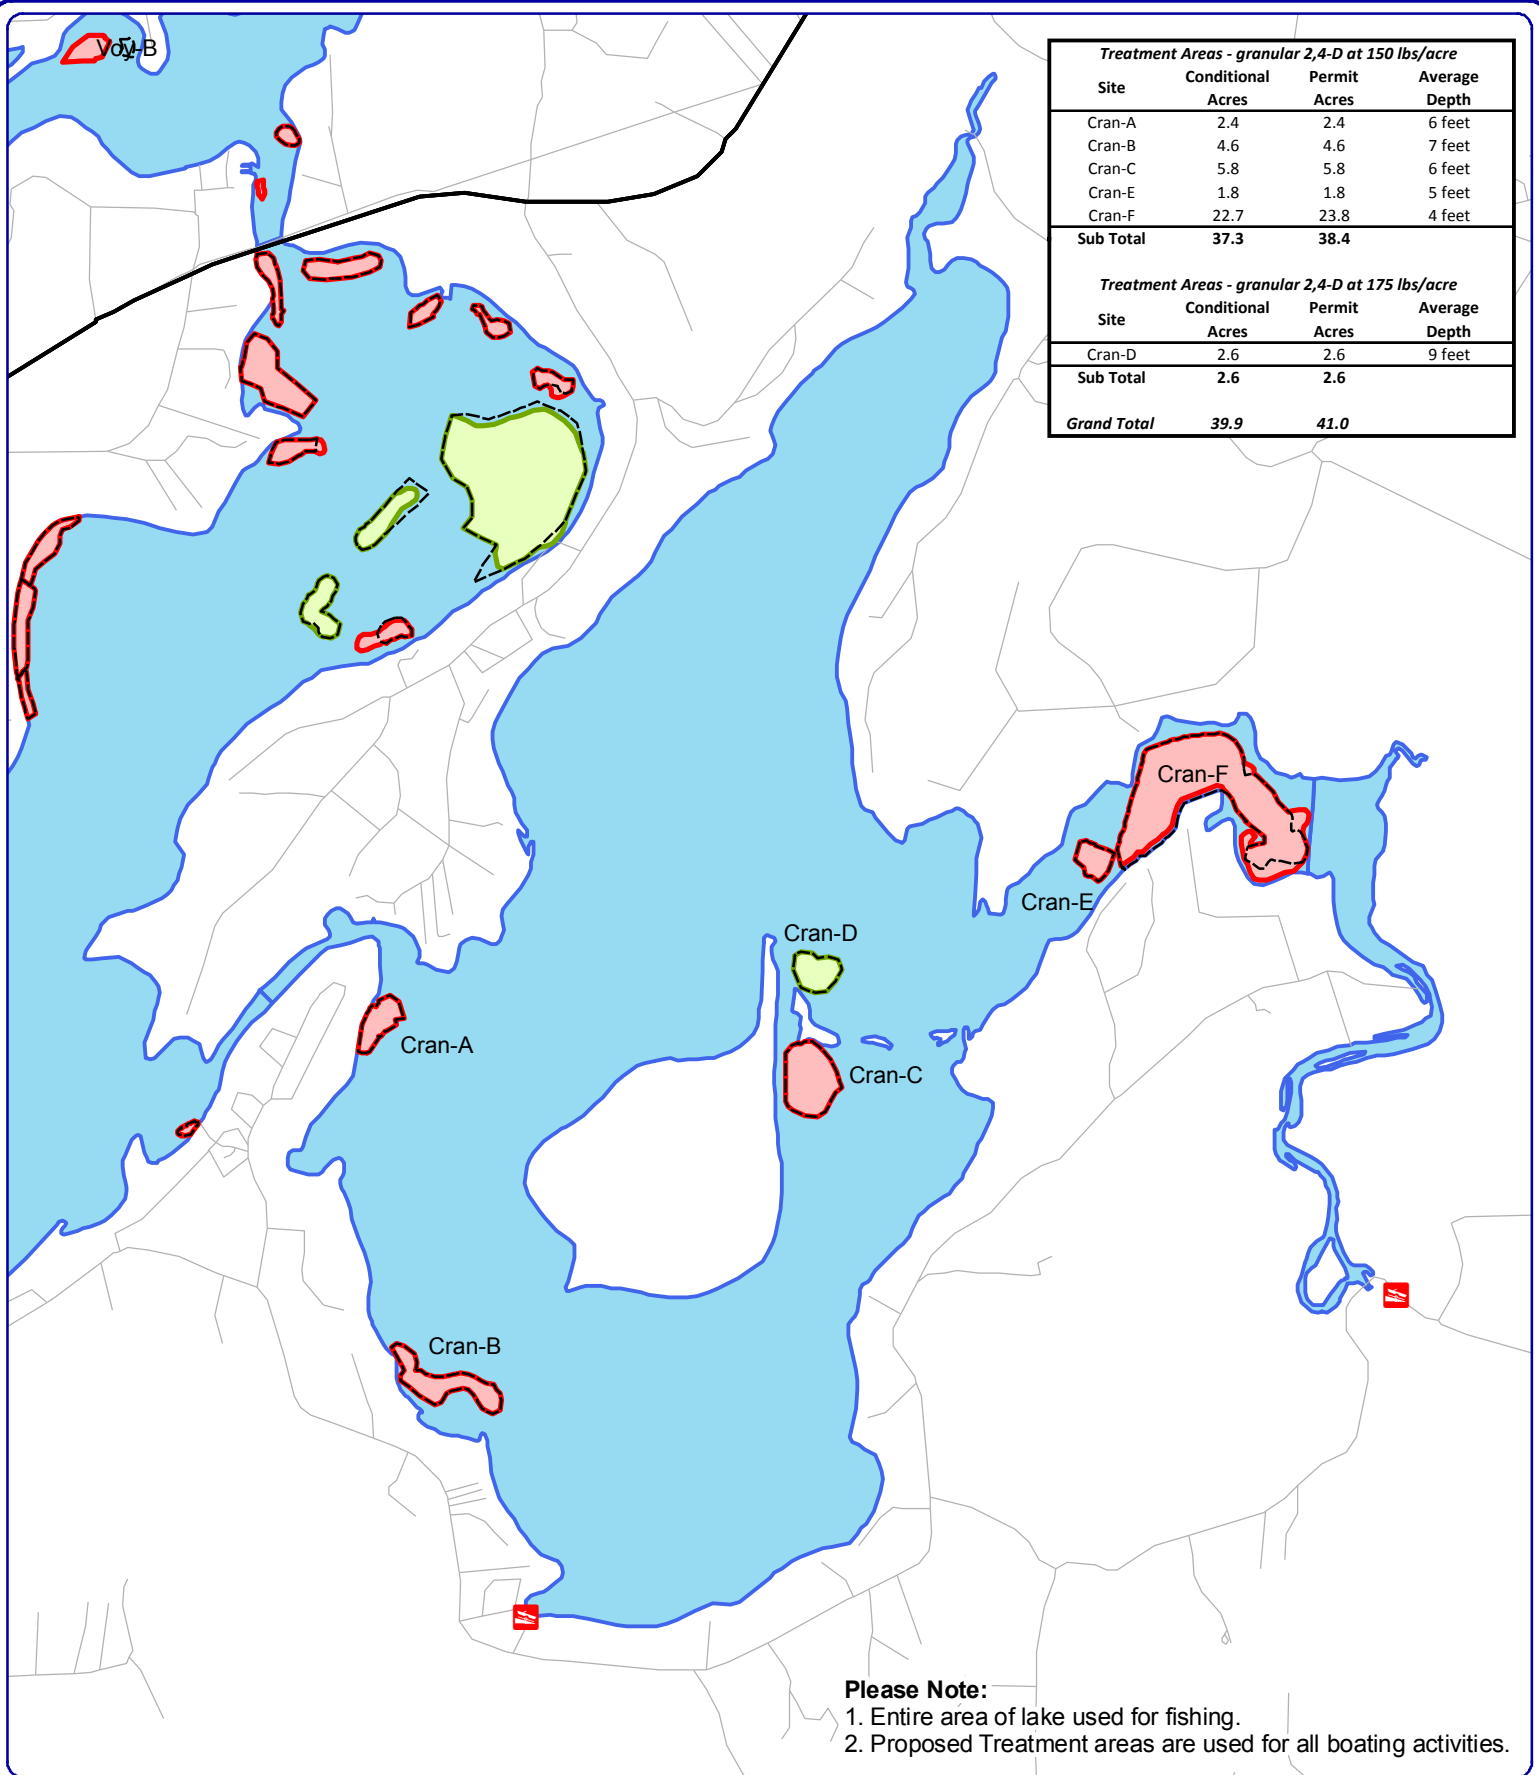 Voy-B
Treatment Areas - granular 2,4-D at 150 lbs/acre
Site Conditional Acres Permit Acres Average Depth
Cran-A 2.4 2.4 6 feet
Cran-B 4.6 4.6 7 feet
Cran-C 5.8 5.8 6 feet
Cran-E 1.8 1.8 5 feet
Cran-F 22.7 23.8 4 feet
Sub Total 37.3 38.4
Treatment Areas - granular 2,4-D at 175 lbs/acre
Site Conditional Acres Permit Acres Average Depth
Cran-D 2.6 2.6 9 feet
Sub Total 2.6 2.6
Grand Total 39.9 41.0
Cran-F
Cran-E
Cran-D
Cran-A
Cran-C
Cran-B
Please Note:
1. Entire area of lake used for fishing.
2. Proposed Treatment areas are used for all boating activities.